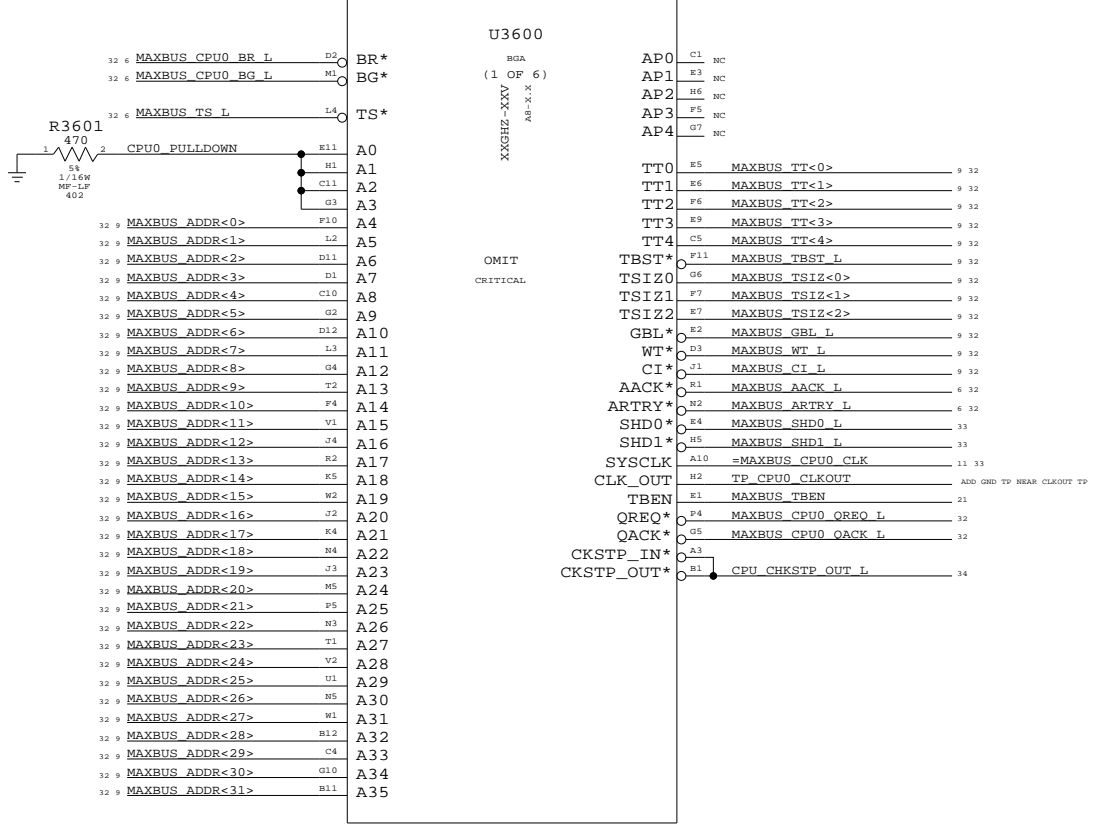 U3600
BGA
(1 OF 6)
XXGHZ-XXV
A8-X.X
OMIT
CRITICAL
32 6 MAXBUS_CPU0_BR_L D2 BR*
32 6 MAXBUS_CPU0_BG_L M1 BG*
32 6 MAXBUS_TS_L L4 TS*
R3601
470
1 2 CPU0_PULLDOWN E11 A0
5%
1/16W
MF-LF
402
H1 A1
C11 A2
G3 A3
32 9 MAXBUS_ADDR<0> F10 A4
32 9 MAXBUS_ADDR<1> L2 A5
32 9 MAXBUS_ADDR<2> D11 A6
32 9 MAXBUS_ADDR<3> D1 A7
32 9 MAXBUS_ADDR<4> C10 A8
32 9 MAXBUS_ADDR<5> G2 A9
32 9 MAXBUS_ADDR<6> D12 A10
32 9 MAXBUS_ADDR<7> L3 A11
32 9 MAXBUS_ADDR<8> G4 A12
32 9 MAXBUS_ADDR<9> T2 A13
32 9 MAXBUS_ADDR<10> F4 A14
32 9 MAXBUS_ADDR<11> V1 A15
32 9 MAXBUS_ADDR<12> J4 A16
32 9 MAXBUS_ADDR<13> R2 A17
32 9 MAXBUS_ADDR<14> K5 A18
32 9 MAXBUS_ADDR<15> W2 A19
32 9 MAXBUS_ADDR<16> J2 A20
32 9 MAXBUS_ADDR<17> K4 A21
32 9 MAXBUS_ADDR<18> N4 A22
32 9 MAXBUS_ADDR<19> J3 A23
32 9 MAXBUS_ADDR<20> M5 A24
32 9 MAXBUS_ADDR<21> P5 A25
32 9 MAXBUS_ADDR<22> N3 A26
32 9 MAXBUS_ADDR<23> T1 A27
32 9 MAXBUS_ADDR<24> V2 A28
32 9 MAXBUS_ADDR<25> U1 A29
32 9 MAXBUS_ADDR<26> N5 A30
32 9 MAXBUS_ADDR<27> W1 A31
32 9 MAXBUS_ADDR<28> B12 A32
32 9 MAXBUS_ADDR<29> C4 A33
32 9 MAXBUS_ADDR<30> G10 A34
32 9 MAXBUS_ADDR<31> B11 A35
AP0 C1 NC
AP1 E3 NC
AP2 H6 NC
AP3 F5 NC
AP4 G7 NC
TT0 E5 MAXBUS_TT<0> 9 32
TT1 E6 MAXBUS_TT<1> 9 32
TT2 F6 MAXBUS_TT<2> 9 32
TT3 E9 MAXBUS_TT<3> 9 32
TT4 C5 MAXBUS_TT<4> 9 32
TBST* F11 MAXBUS_TBST_L 9 32
TSIZ0 G6 MAXBUS_TSIZ<0> 9 32
TSIZ1 F7 MAXBUS_TSIZ<1> 9 32
TSIZ2 E7 MAXBUS_TSIZ<2> 9 32
GBL* E2 MAXBUS_GBL_L 9 32
WT* D3 MAXBUS_WT_L 9 32
CI* J1 MAXBUS_CI_L 9 32
AACK* R1 MAXBUS_AACK_L 6 32
ARTRY* N2 MAXBUS_ARTRY_L 6 32
SHD0* E4 MAXBUS_SHD0_L 33
SHD1* H5 MAXBUS_SHD1_L 33
SYSCLK A10 =MAXBUS_CPU0_CLK 11 33
CLK_OUT H2 TP_CPU0_CLKOUT ADD GND TP NEAR CLKOUT TP
TBEN E1 MAXBUS_TBEN 21
QREQ* P4 MAXBUS_CPU0_QREQ_L 32
QACK* G5 MAXBUS_CPU0_QACK_L 32
CKSTP_IN* A3
CKSTP_OUT* B1 CPU_CHKSTP_OUT_L 34